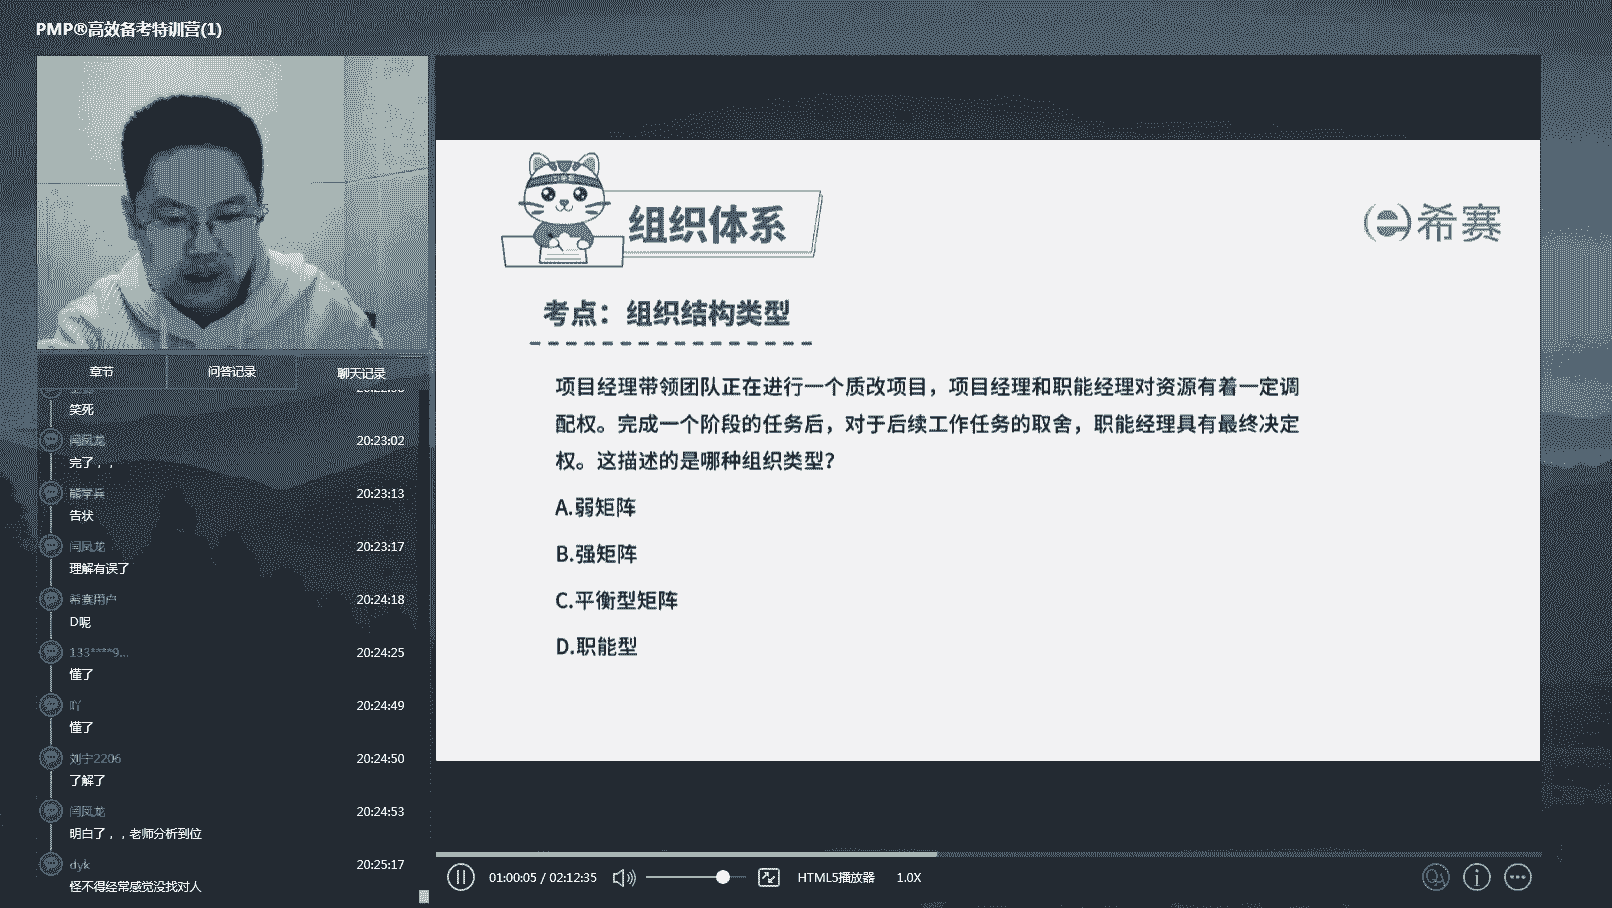 PMP®高效备考特训营(1)
章节
问答记录
聊天记录
笑死
闫凤龙
20:23:02
完了，，
熊学兵
20:23:13
告状
闫凤龙
20:23:17
理解有误了
希赛用户
20:24:18
D呢
133****9...
20:24:25
懂了
吖
20:24:49
懂了
刘宁2206
20:24:50
了解了
闫凤龙
20:24:53
明白了，，老师分析到位
dyk
20:25:17
怪不得经常感觉没找对人
组织体系
希赛
考点：组织结构类型
项目经理带领团队正在进行一个质改项目，项目经理和职能经理对资源有着一定调
配权。完成一个阶段的任务后，对于后续工作任务的取舍，职能经理具有最终决定
权。这描述的是哪种组织类型？
A.弱矩阵
B.强矩阵
C.平衡型矩阵
D.职能型
01:00:05 / 02:12:35
HTML5播放器
1.0X